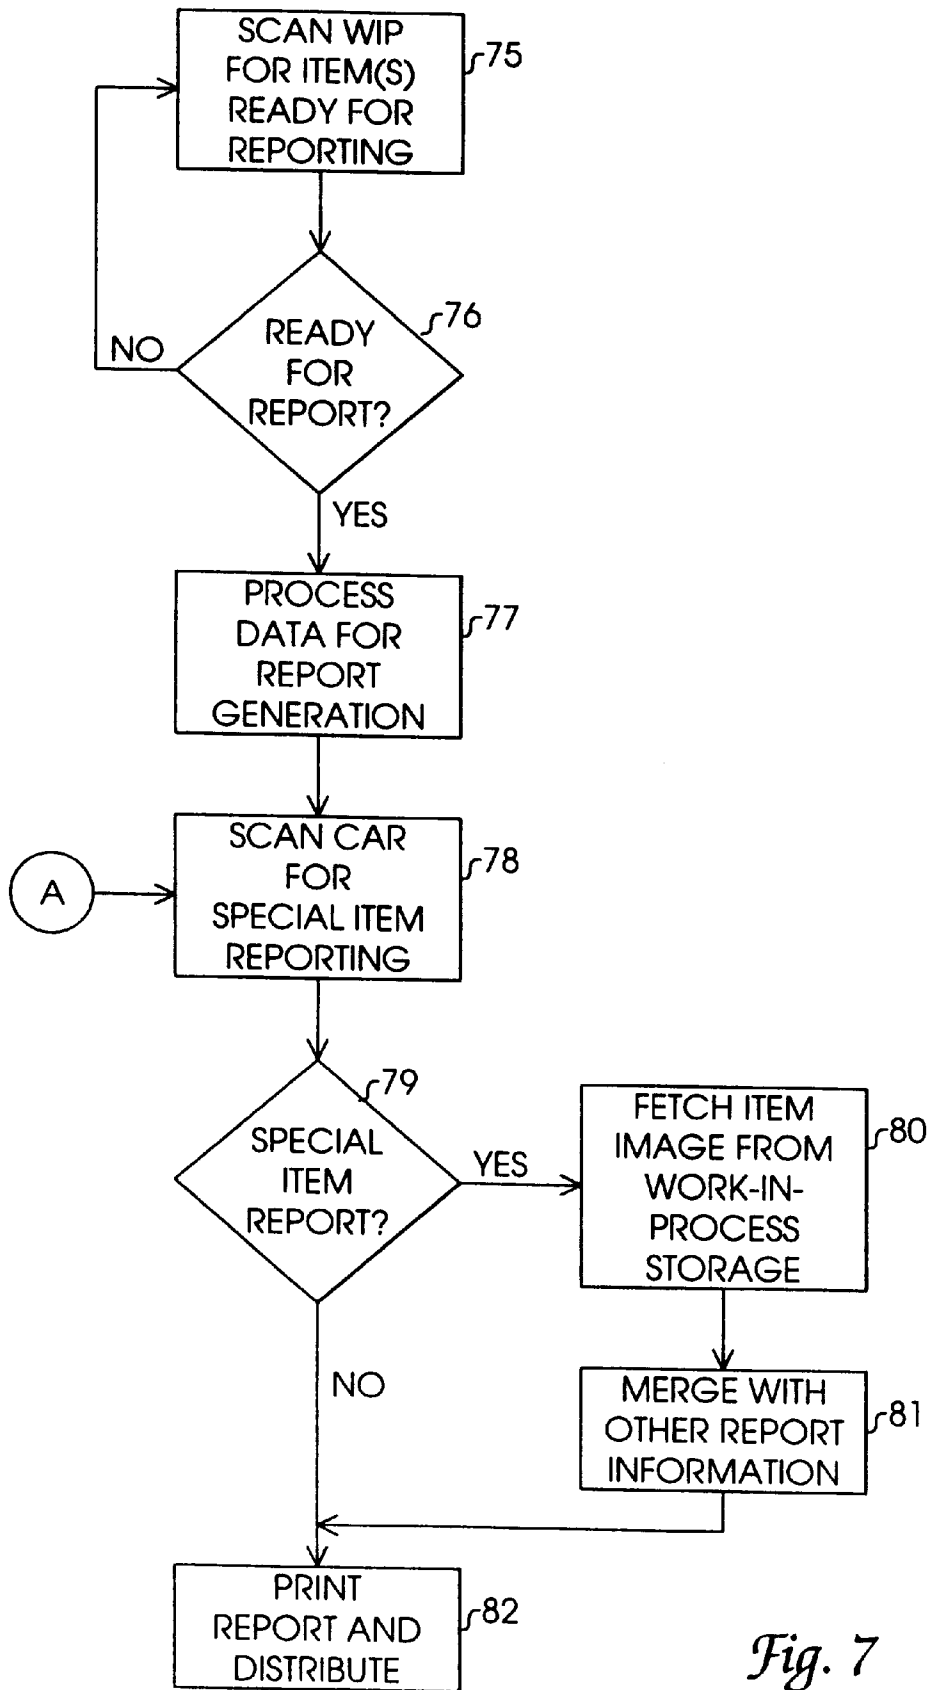 SCAN WIP
FOR ITEM(S)
READY FOR
REPORTING
75
READY
FOR
REPORT?
76
NO
YES
PROCESS
DATA FOR
REPORT
GENERATION
77
A
SCAN CAR
FOR
SPECIAL ITEM
REPORTING
78
SPECIAL
ITEM
REPORT?
79
YES
FETCH ITEM
IMAGE FROM
WORK-IN-
PROCESS
STORAGE
80
NO
MERGE WITH
OTHER REPORT
INFORMATION
81
PRINT
REPORT AND
DISTRIBUTE
82
Fig. 7